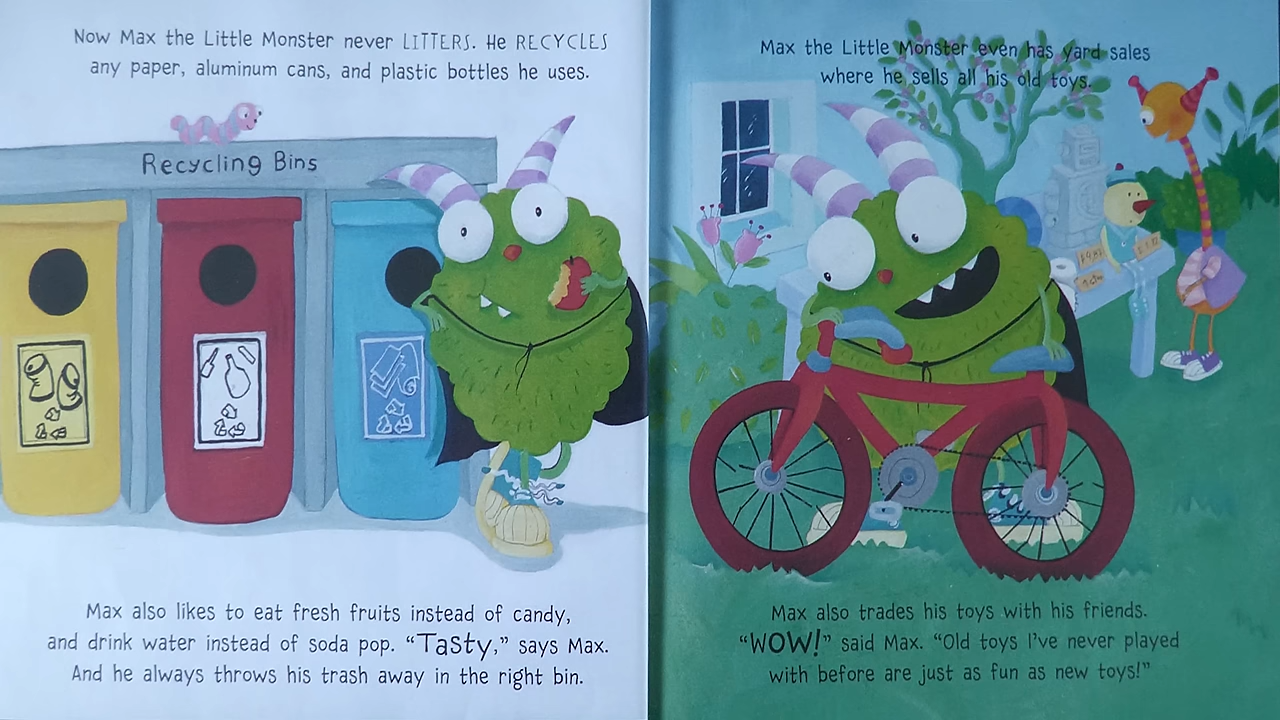 Now Max the Little Monster never LITTERS. He RECYCLES
any paper, aluminum cans, and plastic bottles he uses.
Recycling Bins
Max also likes to eat fresh fruits instead of candy,
and drink water instead of soda pop. “Tasty,” says Max.
And he always throws his trash away in the right bin.
Max the Little Monster even has yard sales
where he sells all his old toys.
Max also trades his toys with his friends.
“WOW!” said Max. “Old toys I've never played
with before are just as fun as new toys!”